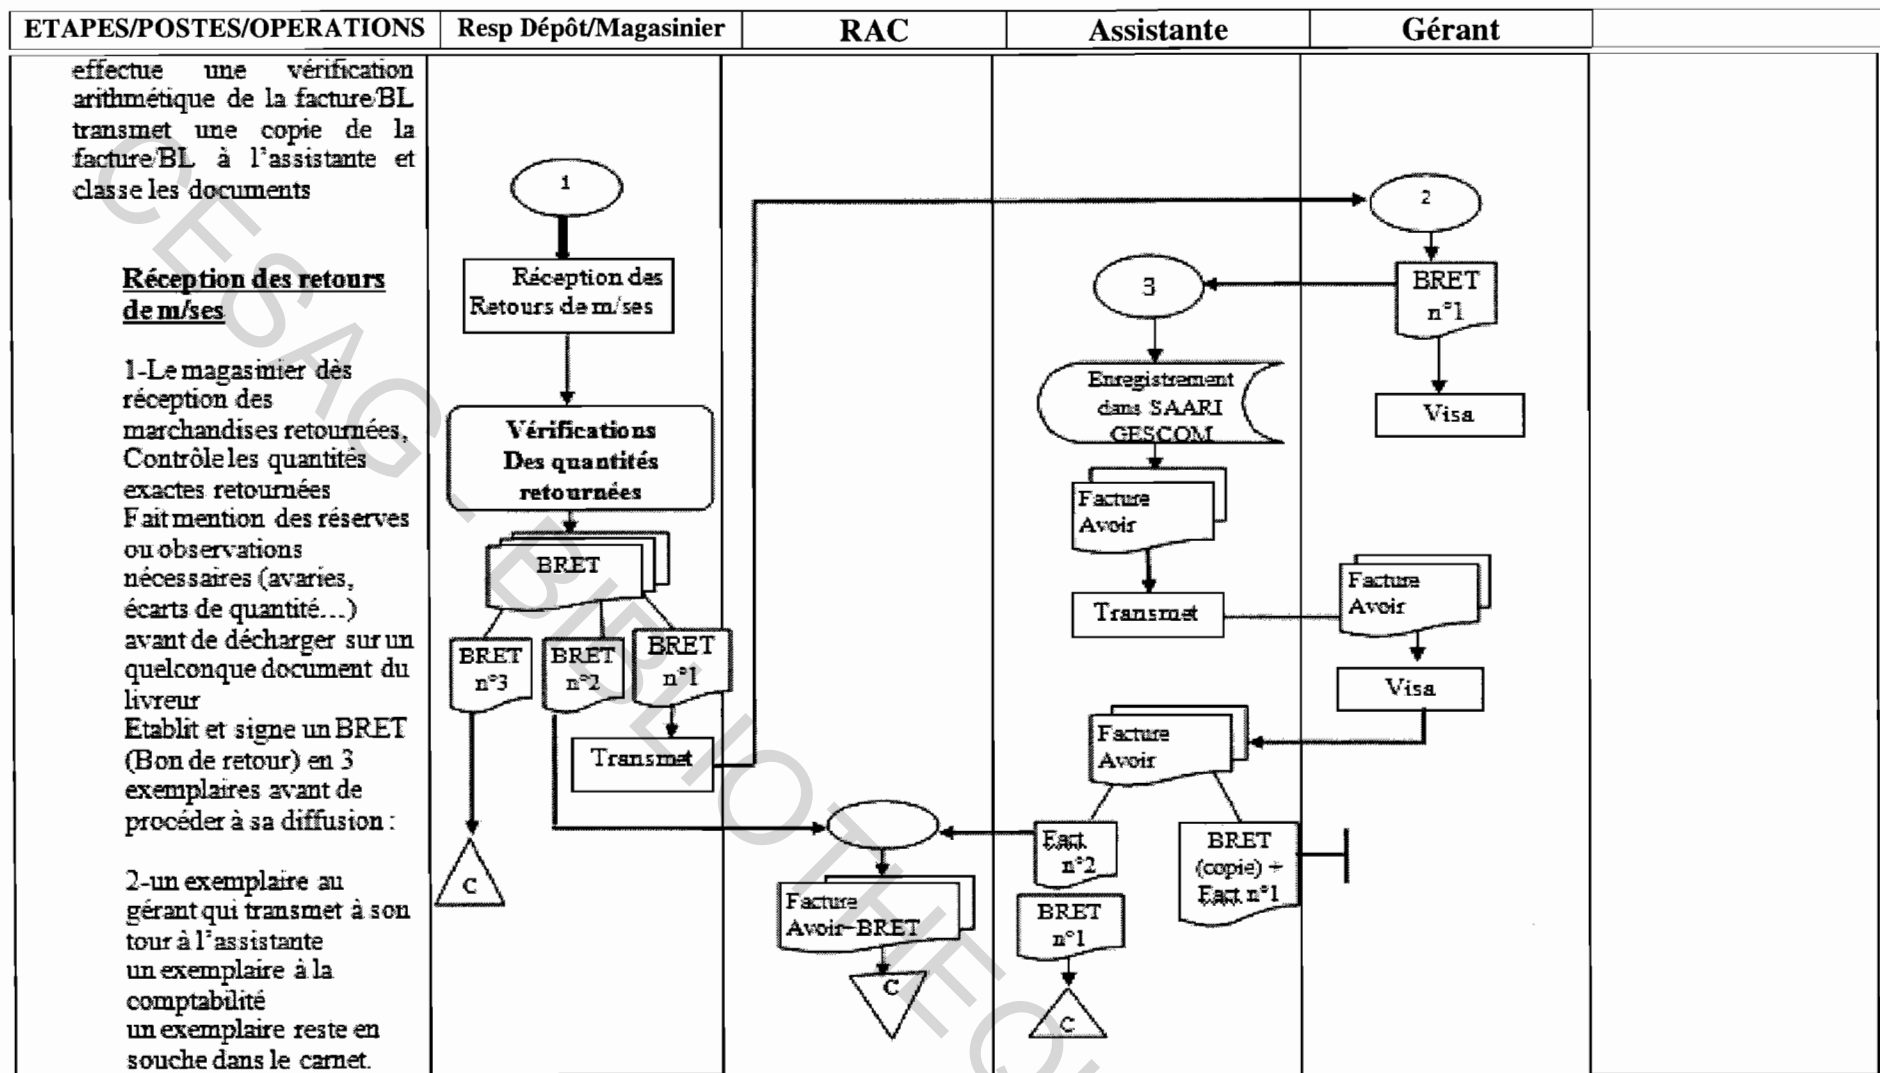 ETAPES/POSTES/OPERATIONS
Resp Dépôt/Magasinier
RAC
Assistante
Gérant
effectue une vérification
arithmétique de la facture/BL
transmet une copie de la
facture/BL à l'assistante et
classe les documents
Réception des retours
de m/ses
1-Le magasinier dès
réception des
marchandises retournées,
Contrôle les quantités
exactes retournées
Fait mention des réserves
ou observations
nécessaires (avaries,
écarts de quantité...)
avant de décharger sur un
quelconque document du
livreur
Etablit et signe un BRET
(Bon de retour) en 3
exemplaires avant de
procéder à sa diffusion :
2-un exemplaire au
gérant qui transmet à son
tour à l'assistante
un exemplaire à la
comptabilité
un exemplaire reste en
souche dans le carnet.
1
Réception des
Retours de m/ses
Vérifications
Des quantités
retournées
BRET
BRET
n°3
BRET
n°2
BRET
n°1
Transmet
C
Facture
Avoir-BRET
C
3
Enregistrement
dans SAARI
GESCOM
Facture
Avoir
Transmet
Facture
Avoir
Fact
n°2
BRET
(copie) +
Fact n°1
BRET
n°1
C
2
BRET
n°1
Visa
Facture
Avoir
Visa
CESAG - BIBLIOTHEQU